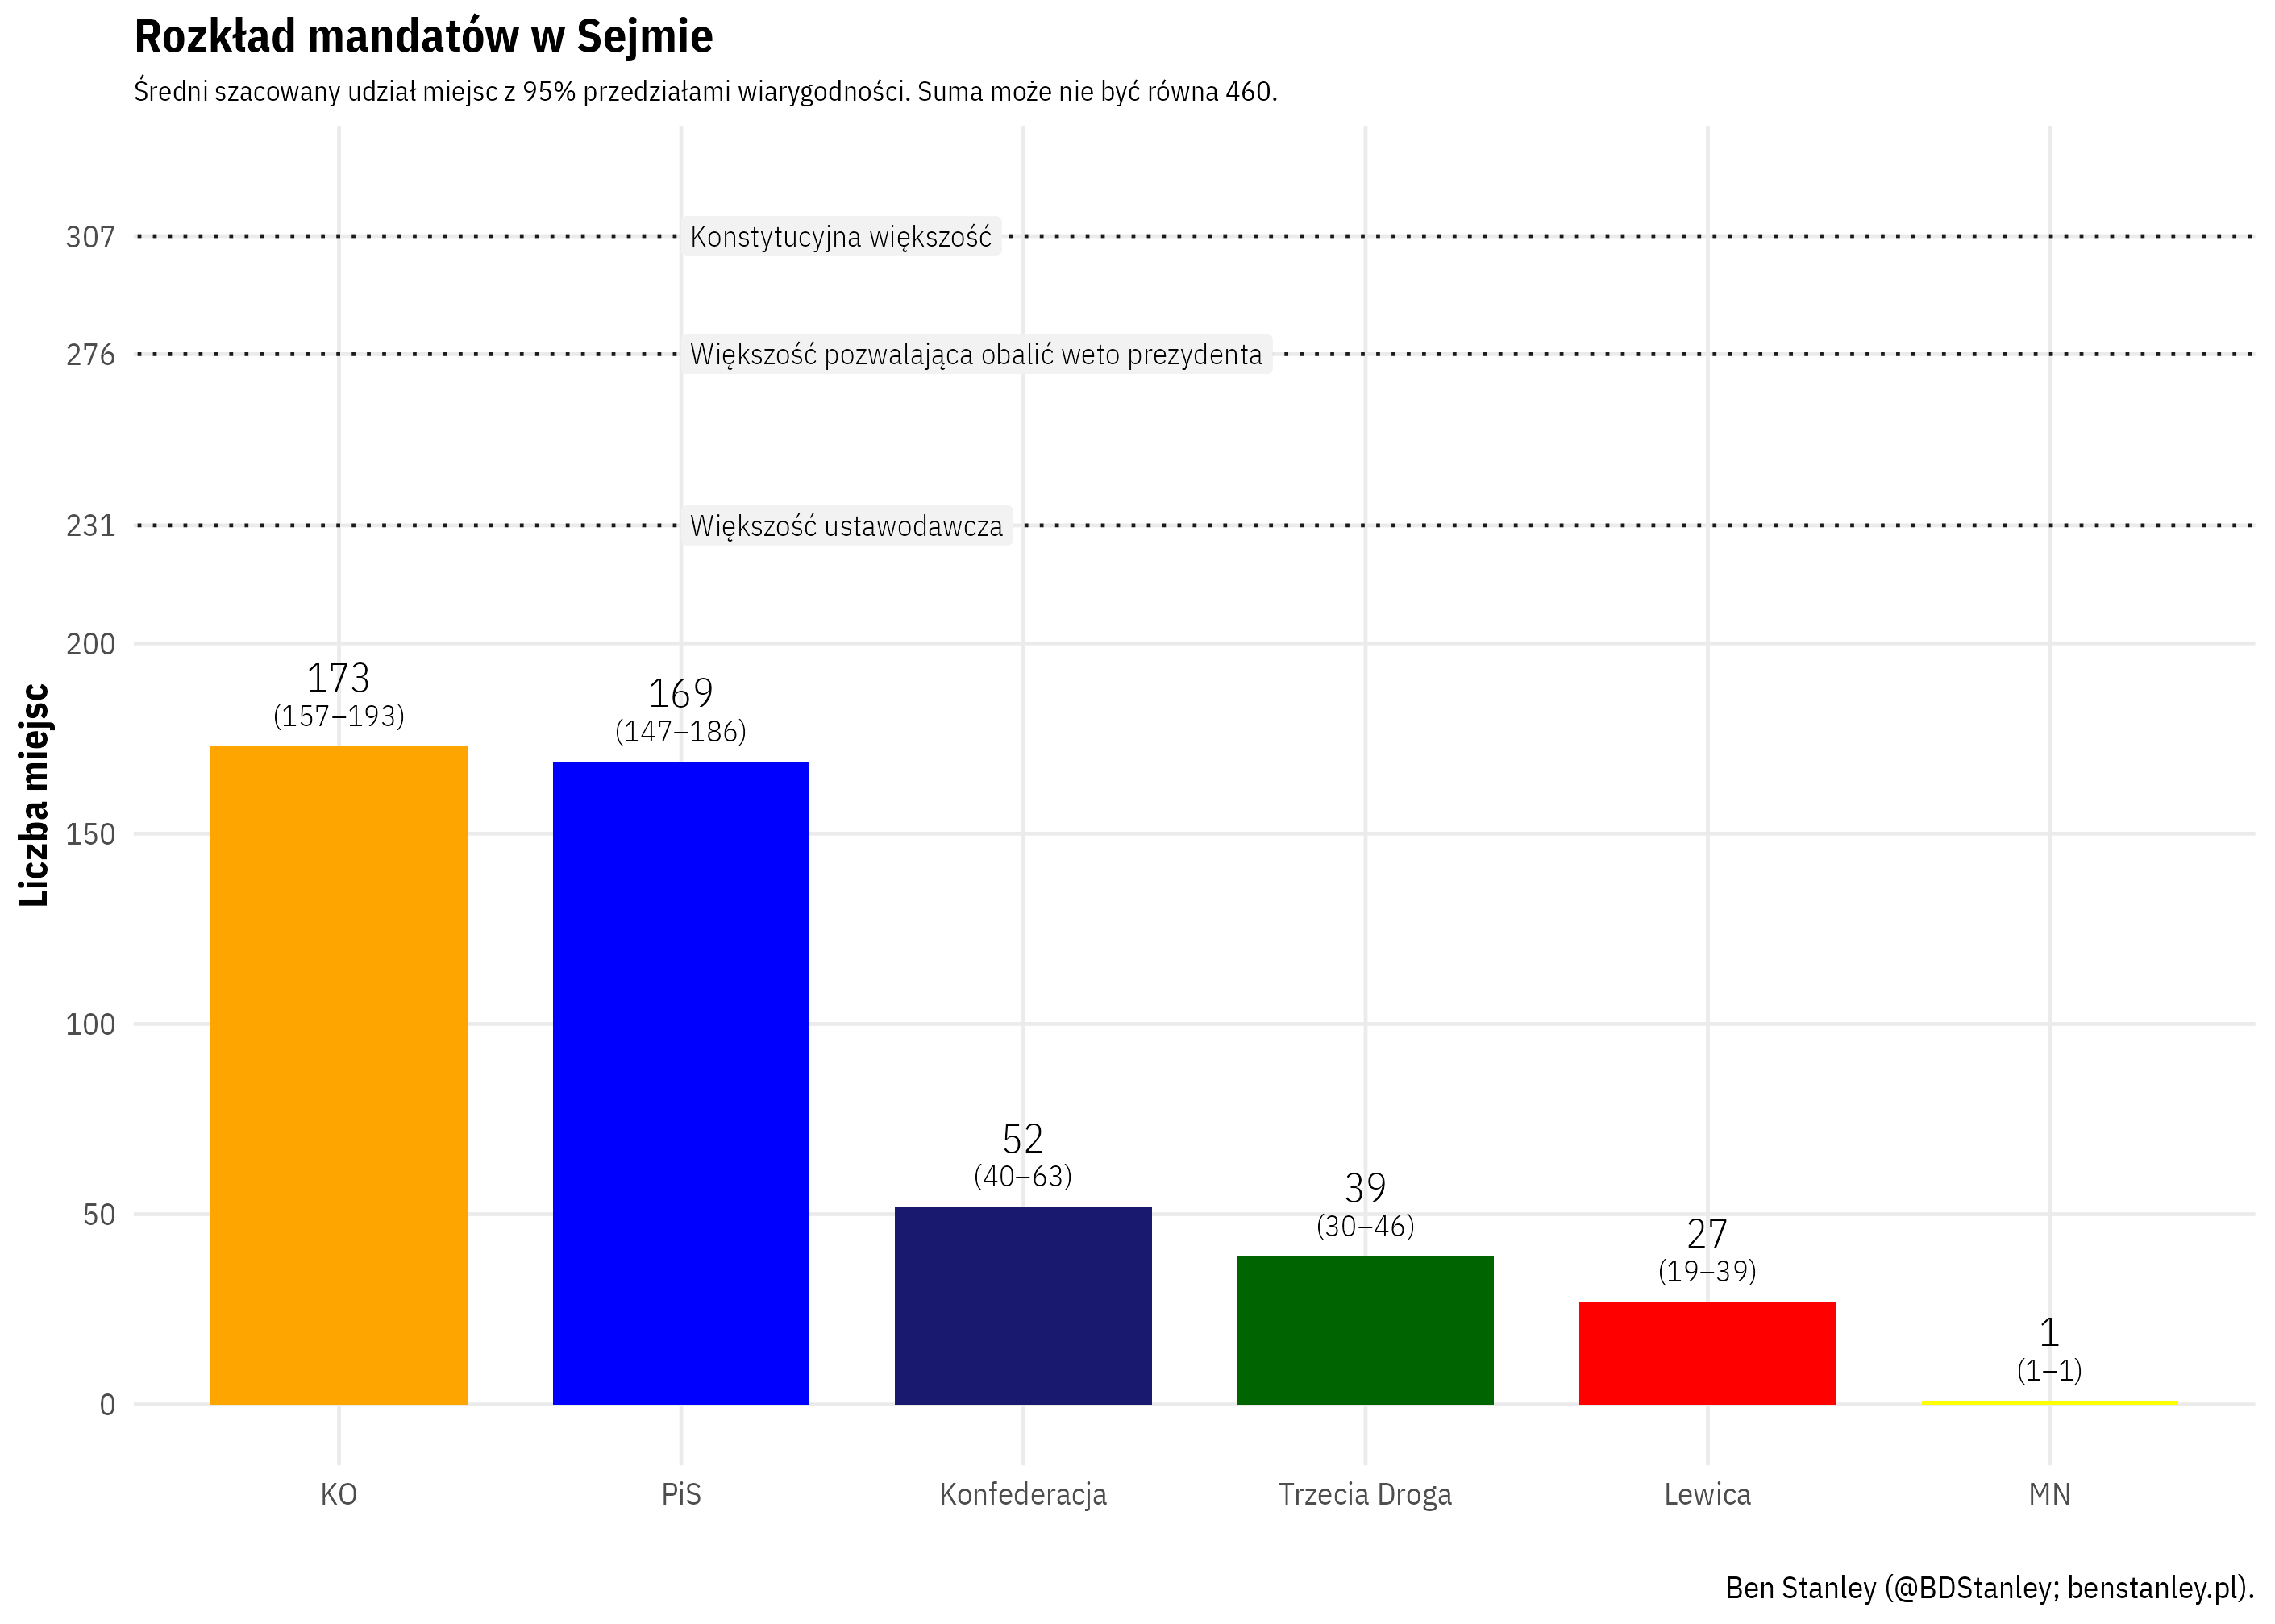 Rozkład mandatów w Sejmie
Średni szacowany udział miejsc z 95% przedziałami wiarygodności. Suma może nie być równa 460.
Liczba miejsc
307
Konstytucyjna większość
276
Większość pozwalająca obalić weto prezydenta
231
Większość ustawodawcza
200
150
100
50
0
173
(157–193)
169
(147–186)
52
(40–63)
39
(30–46)
27
(19–39)
1
(1–1)
KO
PiS
Konfederacja
Trzecia Droga
Lewica
MN
Ben Stanley (@BDStanley; benstanley.pl).